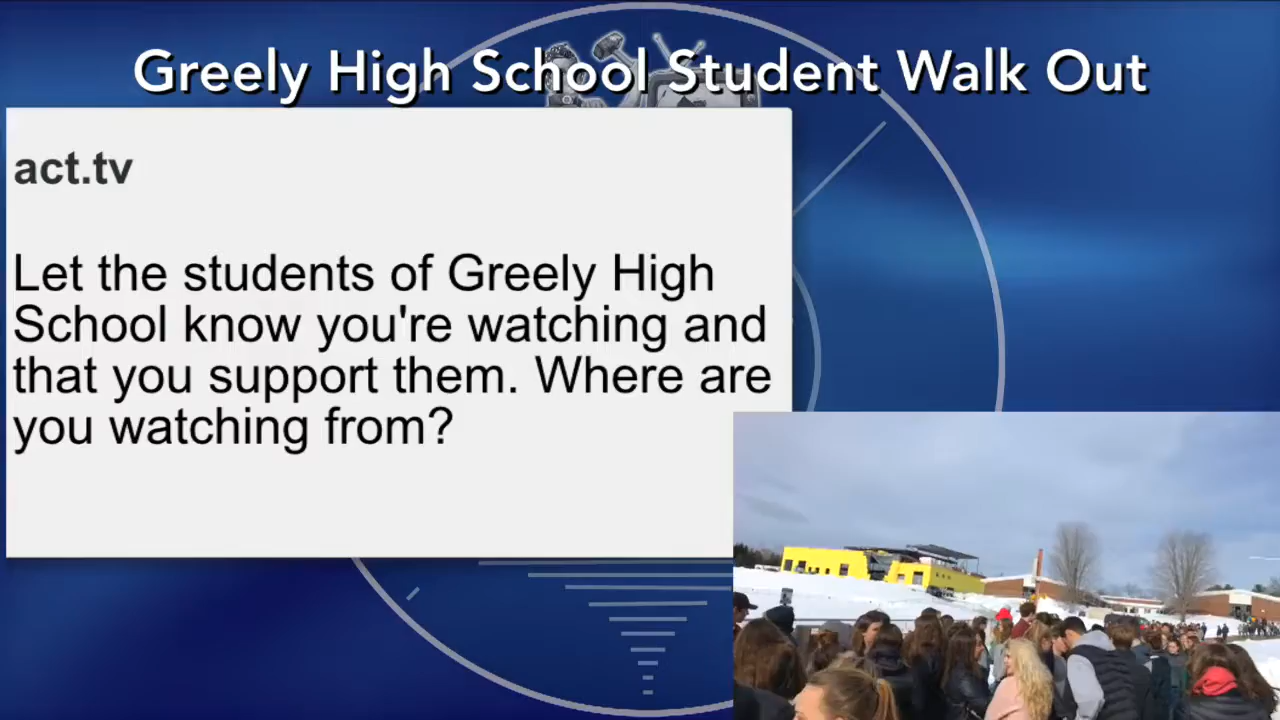 Greely High School Student Walk Out
act.tv
Let the students of Greely High
School know you're watching and
that you support them. Where are
you watching from?